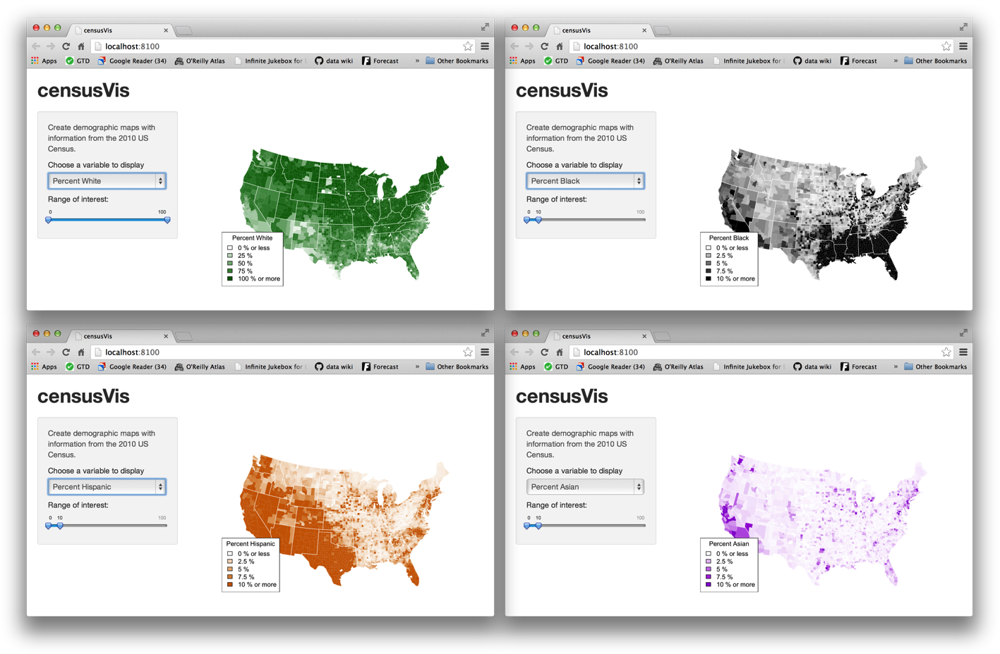 censusVis
localhost:8100
Apps GTD Google Reader (34) O'Reilly Atlas Infinite Jukebox for data wiki Forecast » Other Bookmarks
censusVis
Create demographic maps with
information from the 2010 US
Census.
Choose a variable to display
Percent White
Range of interest:
0 100
Percent White
0 % or less
25 %
50 %
75 %
100 % or more
censusVis
localhost:8100
Apps GTD Google Reader (34) O'Reilly Atlas Infinite Jukebox for data wiki Forecast » Other Bookmarks
censusVis
Create demographic maps with
information from the 2010 US
Census.
Choose a variable to display
Percent Black
Range of interest:
0 10 100
Percent Black
0 % or less
2.5 %
5 %
7.5 %
10 % or more
censusVis
localhost:8100
Apps GTD Google Reader (34) O'Reilly Atlas Infinite Jukebox for data wiki Forecast » Other Bookmarks
censusVis
Create demographic maps with
information from the 2010 US
Census.
Choose a variable to display
Percent Hispanic
Range of interest:
0 10 100
Percent Hispanic
0 % or less
2.5 %
5 %
7.5 %
10 % or more
censusVis
localhost:8100
Apps GTD Google Reader (34) O'Reilly Atlas Infinite Jukebox for data wiki Forecast » Other Bookmarks
censusVis
Create demographic maps with
information from the 2010 US
Census.
Choose a variable to display
Percent Asian
Range of interest:
0 10 100
Percent Asian
0 % or less
2.5 %
5 %
7.5 %
10 % or more